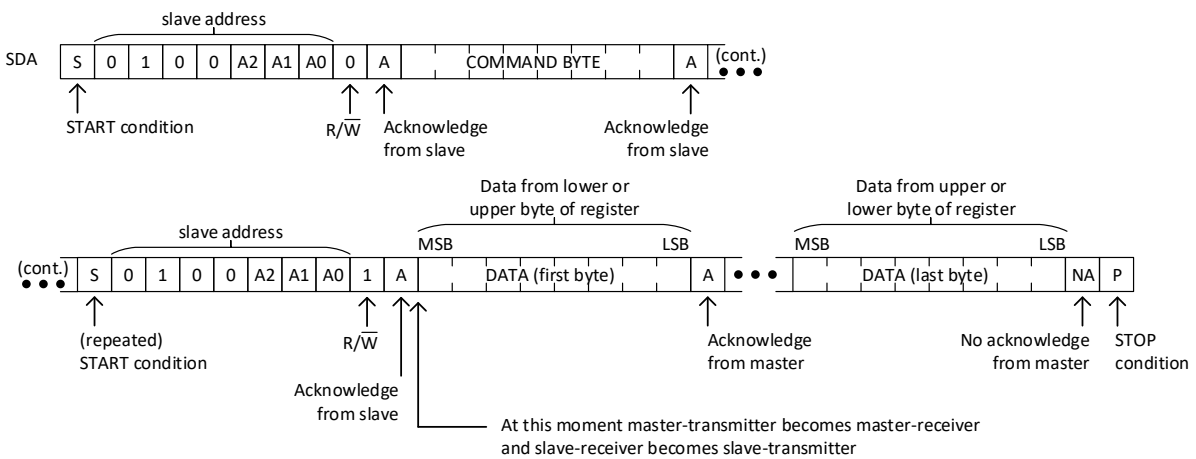 slave address
SDA S 0 1 0 0 A2 A1 A0 0 A COMMAND BYTE A (cont.)
START condition R/W̅ Acknowledge from slave Acknowledge from slave
Data from lower or upper byte of register
Data from upper or lower byte of register
slave address
MSB LSB MSB LSB
(cont.) S 0 1 0 0 A2 A1 A0 1 A DATA (first byte) A DATA (last byte) NA P
(repeated) START condition
R/W̅
Acknowledge from master
No acknowledge from master
STOP condition
Acknowledge from slave
At this moment master-transmitter becomes master-receiver
and slave-receiver becomes slave-transmitter